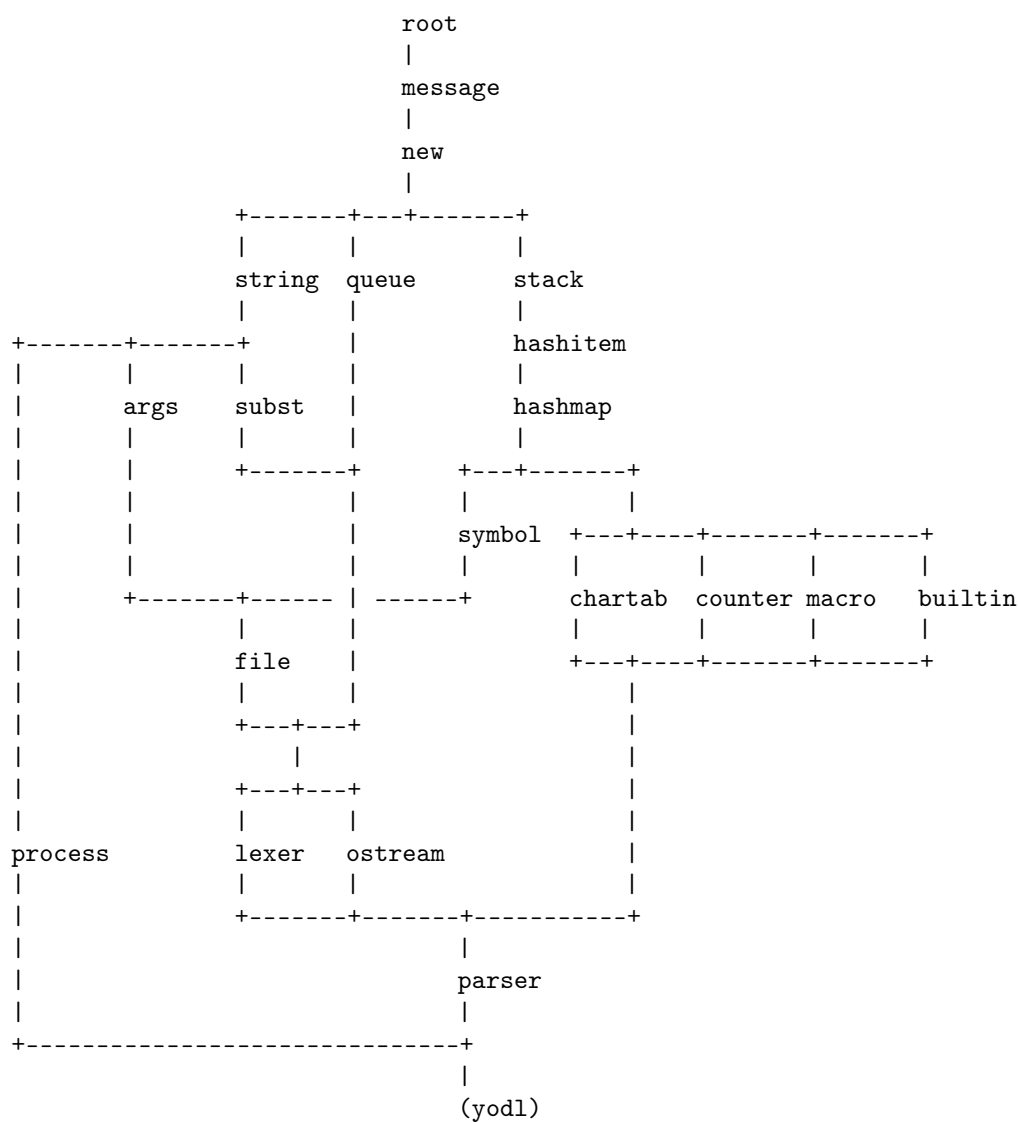 root
message
new
string queue stack
hashitem
args subst hashmap
symbol
chartab counter macro builtin
file
process lexer ostream
parser
(yodl)